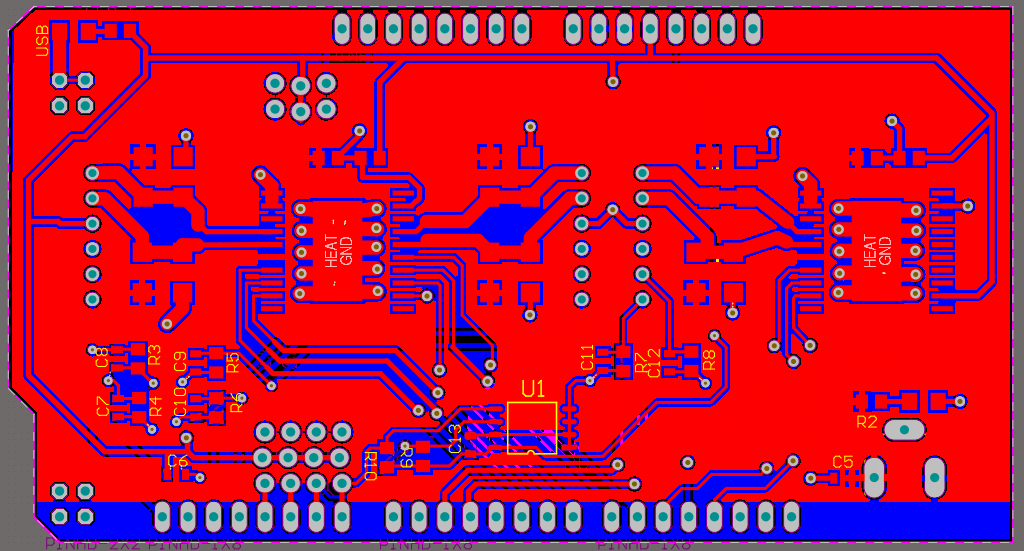 USB
HEAT
GND
HEAT
GND
C8
R3
C9
R5
C11
R7
C12
R8
C7
R4
C10
R6
U1
R2
C13
R10
R9
C6
C5
PINHD-2X2
PINHD-1X8
PINHD-1X8
PINHD-1X8